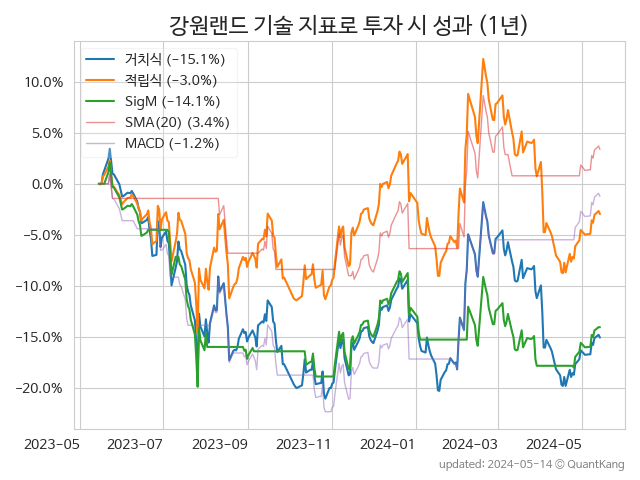 강원랜드 기술 지표로 투자 시 성과 (1년)
거치식 (−15.1%)
적립식 (−3.0%)
SigM (−14.1%)
SMA(20) (3.4%)
MACD (−1.2%)
10.0%
5.0%
0.0%
−5.0%
−10.0%
−15.0%
−20.0%
2023−05 2023−07 2023−09 2023−11 2024−01 2024−03 2024−05
updated: 2024-05-14 © QuantKang